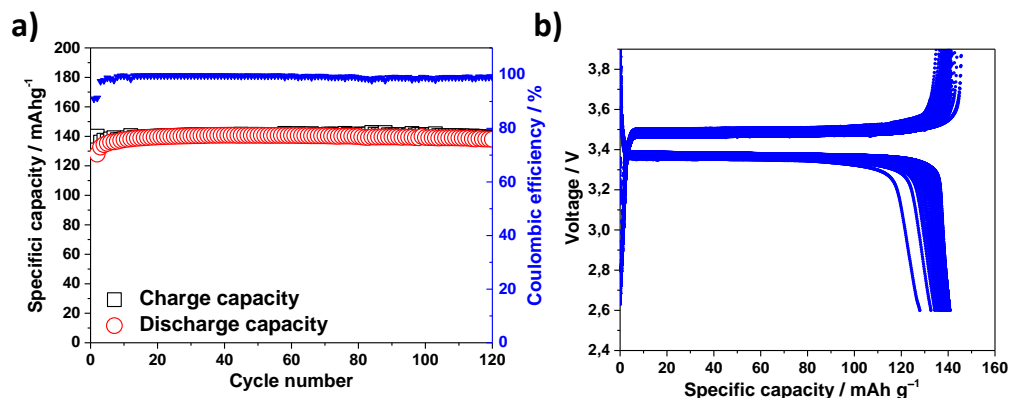 a)
200
180
160
140
120
100
80
60
40
20
0
Specifici capacity / mAhg⁻¹
Charge capacity
Discharge capacity
0 20 40 60 80 100 120
Cycle number
100
80
60
40
20
0
Coulombic efficiency / %
b)
3,8
3,6
3,4
3,2
3,0
2,8
2,6
2,4
Voltage / V
0 20 40 60 80 100 120 140 160
Specific capacity / mAh g⁻¹